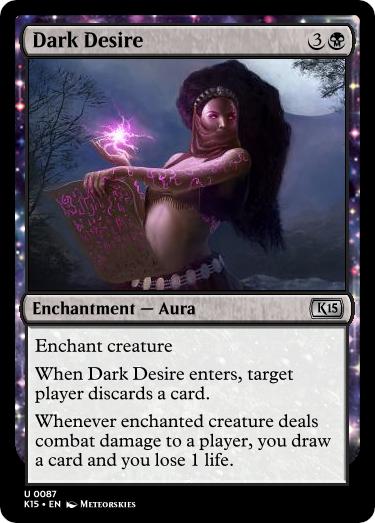 Dark Desire 3
Enchantment — Aura K15
Enchant creature
When Dark Desire enters, target
player discards a card.
Whenever enchanted creature deals
combat damage to a player, you draw
a card and you lose 1 life.
U 0087
K15 • EN Meteorskies